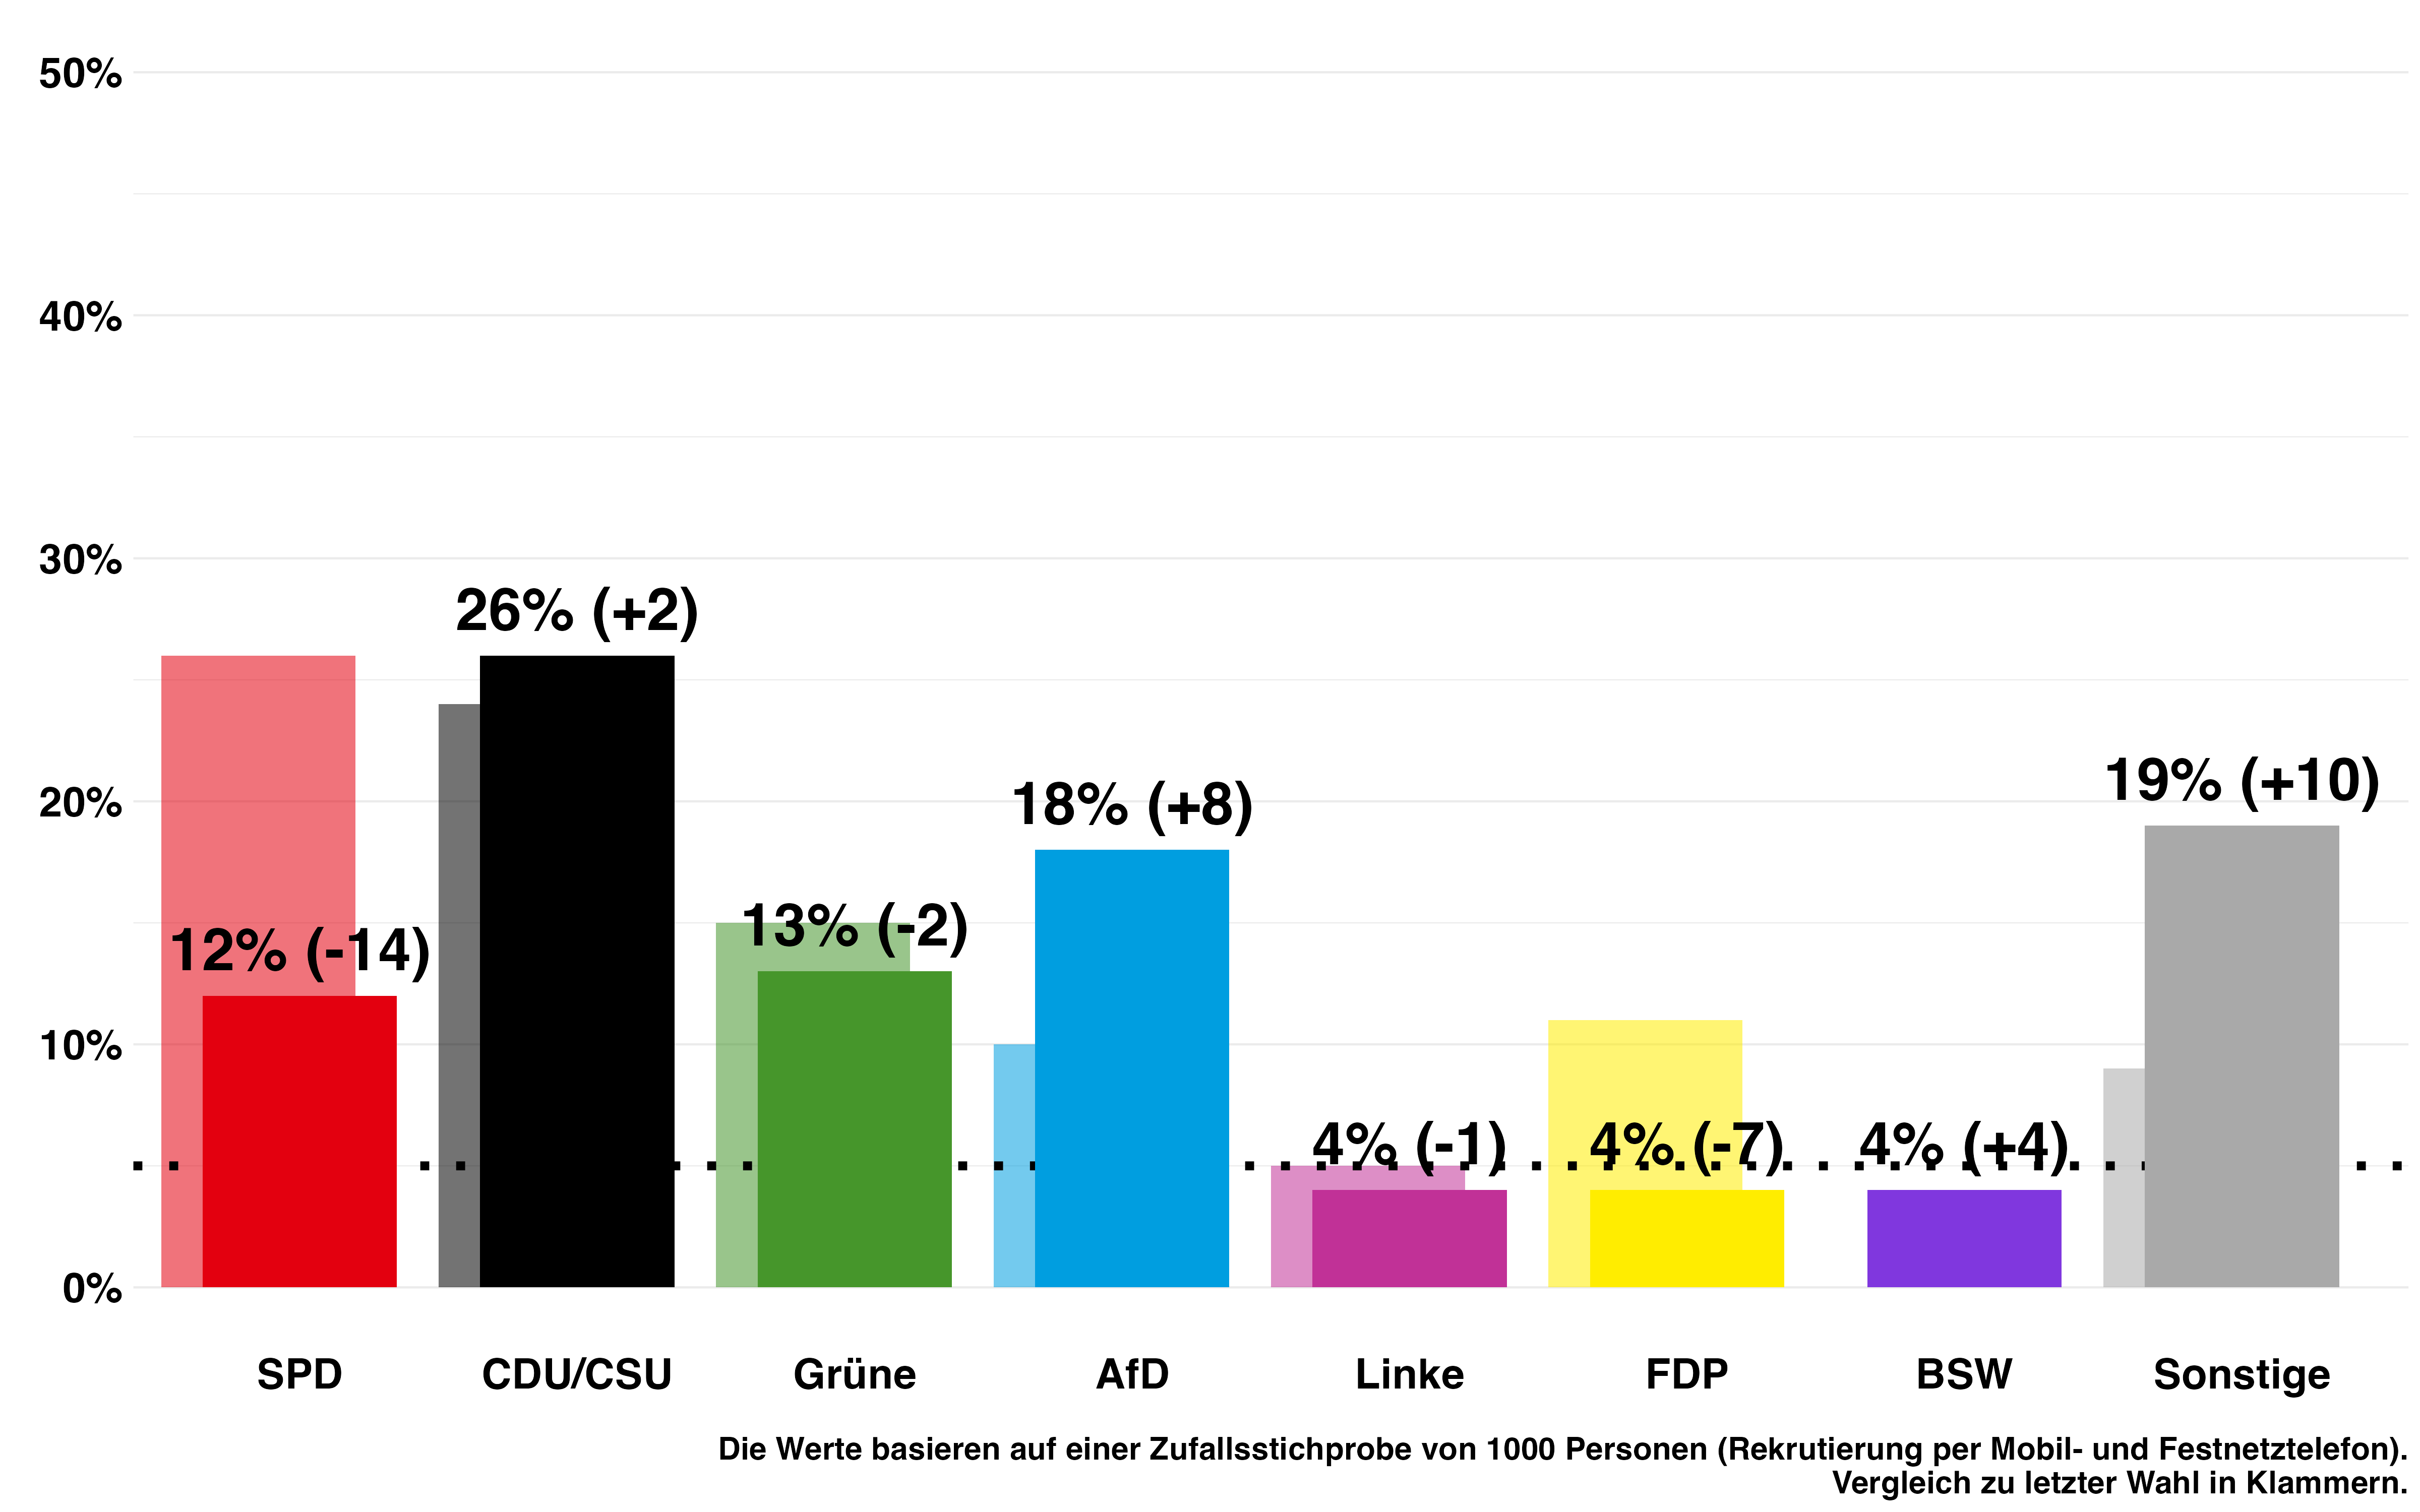 50%
40%
30%
20%
10%
0%
12% (-14)
26% (+2)
13% (-2)
18% (+8)
4% (-1)
4% (-7)
4% (+4)
19% (+10)
SPD
CDU/CSU
Grüne
AfD
Linke
FDP
BSW
Sonstige
Die Werte basieren auf einer Zufallsstichprobe von 1000 Personen (Rekrutierung per Mobil- und Festnetztelefon).
Vergleich zu letzter Wahl in Klammern.